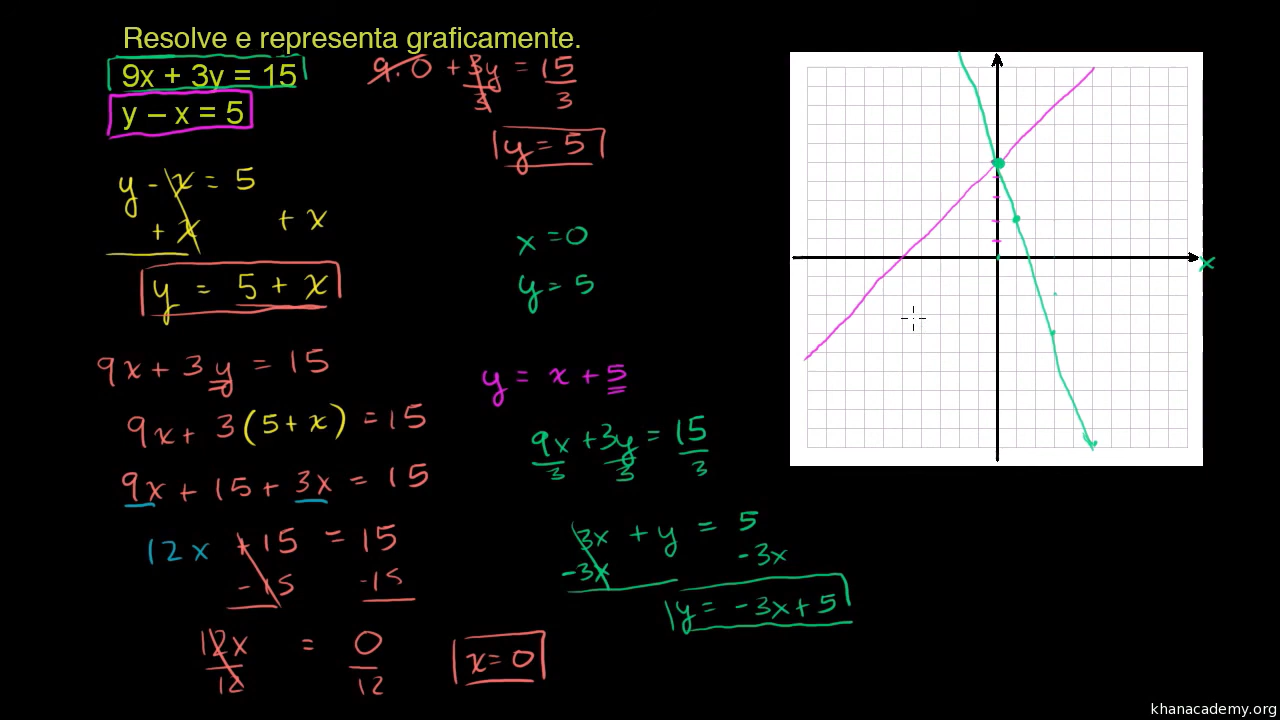 Resolve e representa graficamente.
9x + 3y = 15
y – x = 5
y - x = 5
+ x + x
y = 5 + x
9x + 3y = 15
9x + 3(5 + x) = 15
9x + 15 + 3x = 15
12x + 15 = 15
- 15 -15
12x = 0
12 12
x = 0
9·0 + 3y = 15
3 3
y = 5
x = 0
y = 5
y = x + 5
9x + 3y = 15
3 3 3
3x + y = 5
-3x -3x
y = -3x + 5
x
khanacademy.org